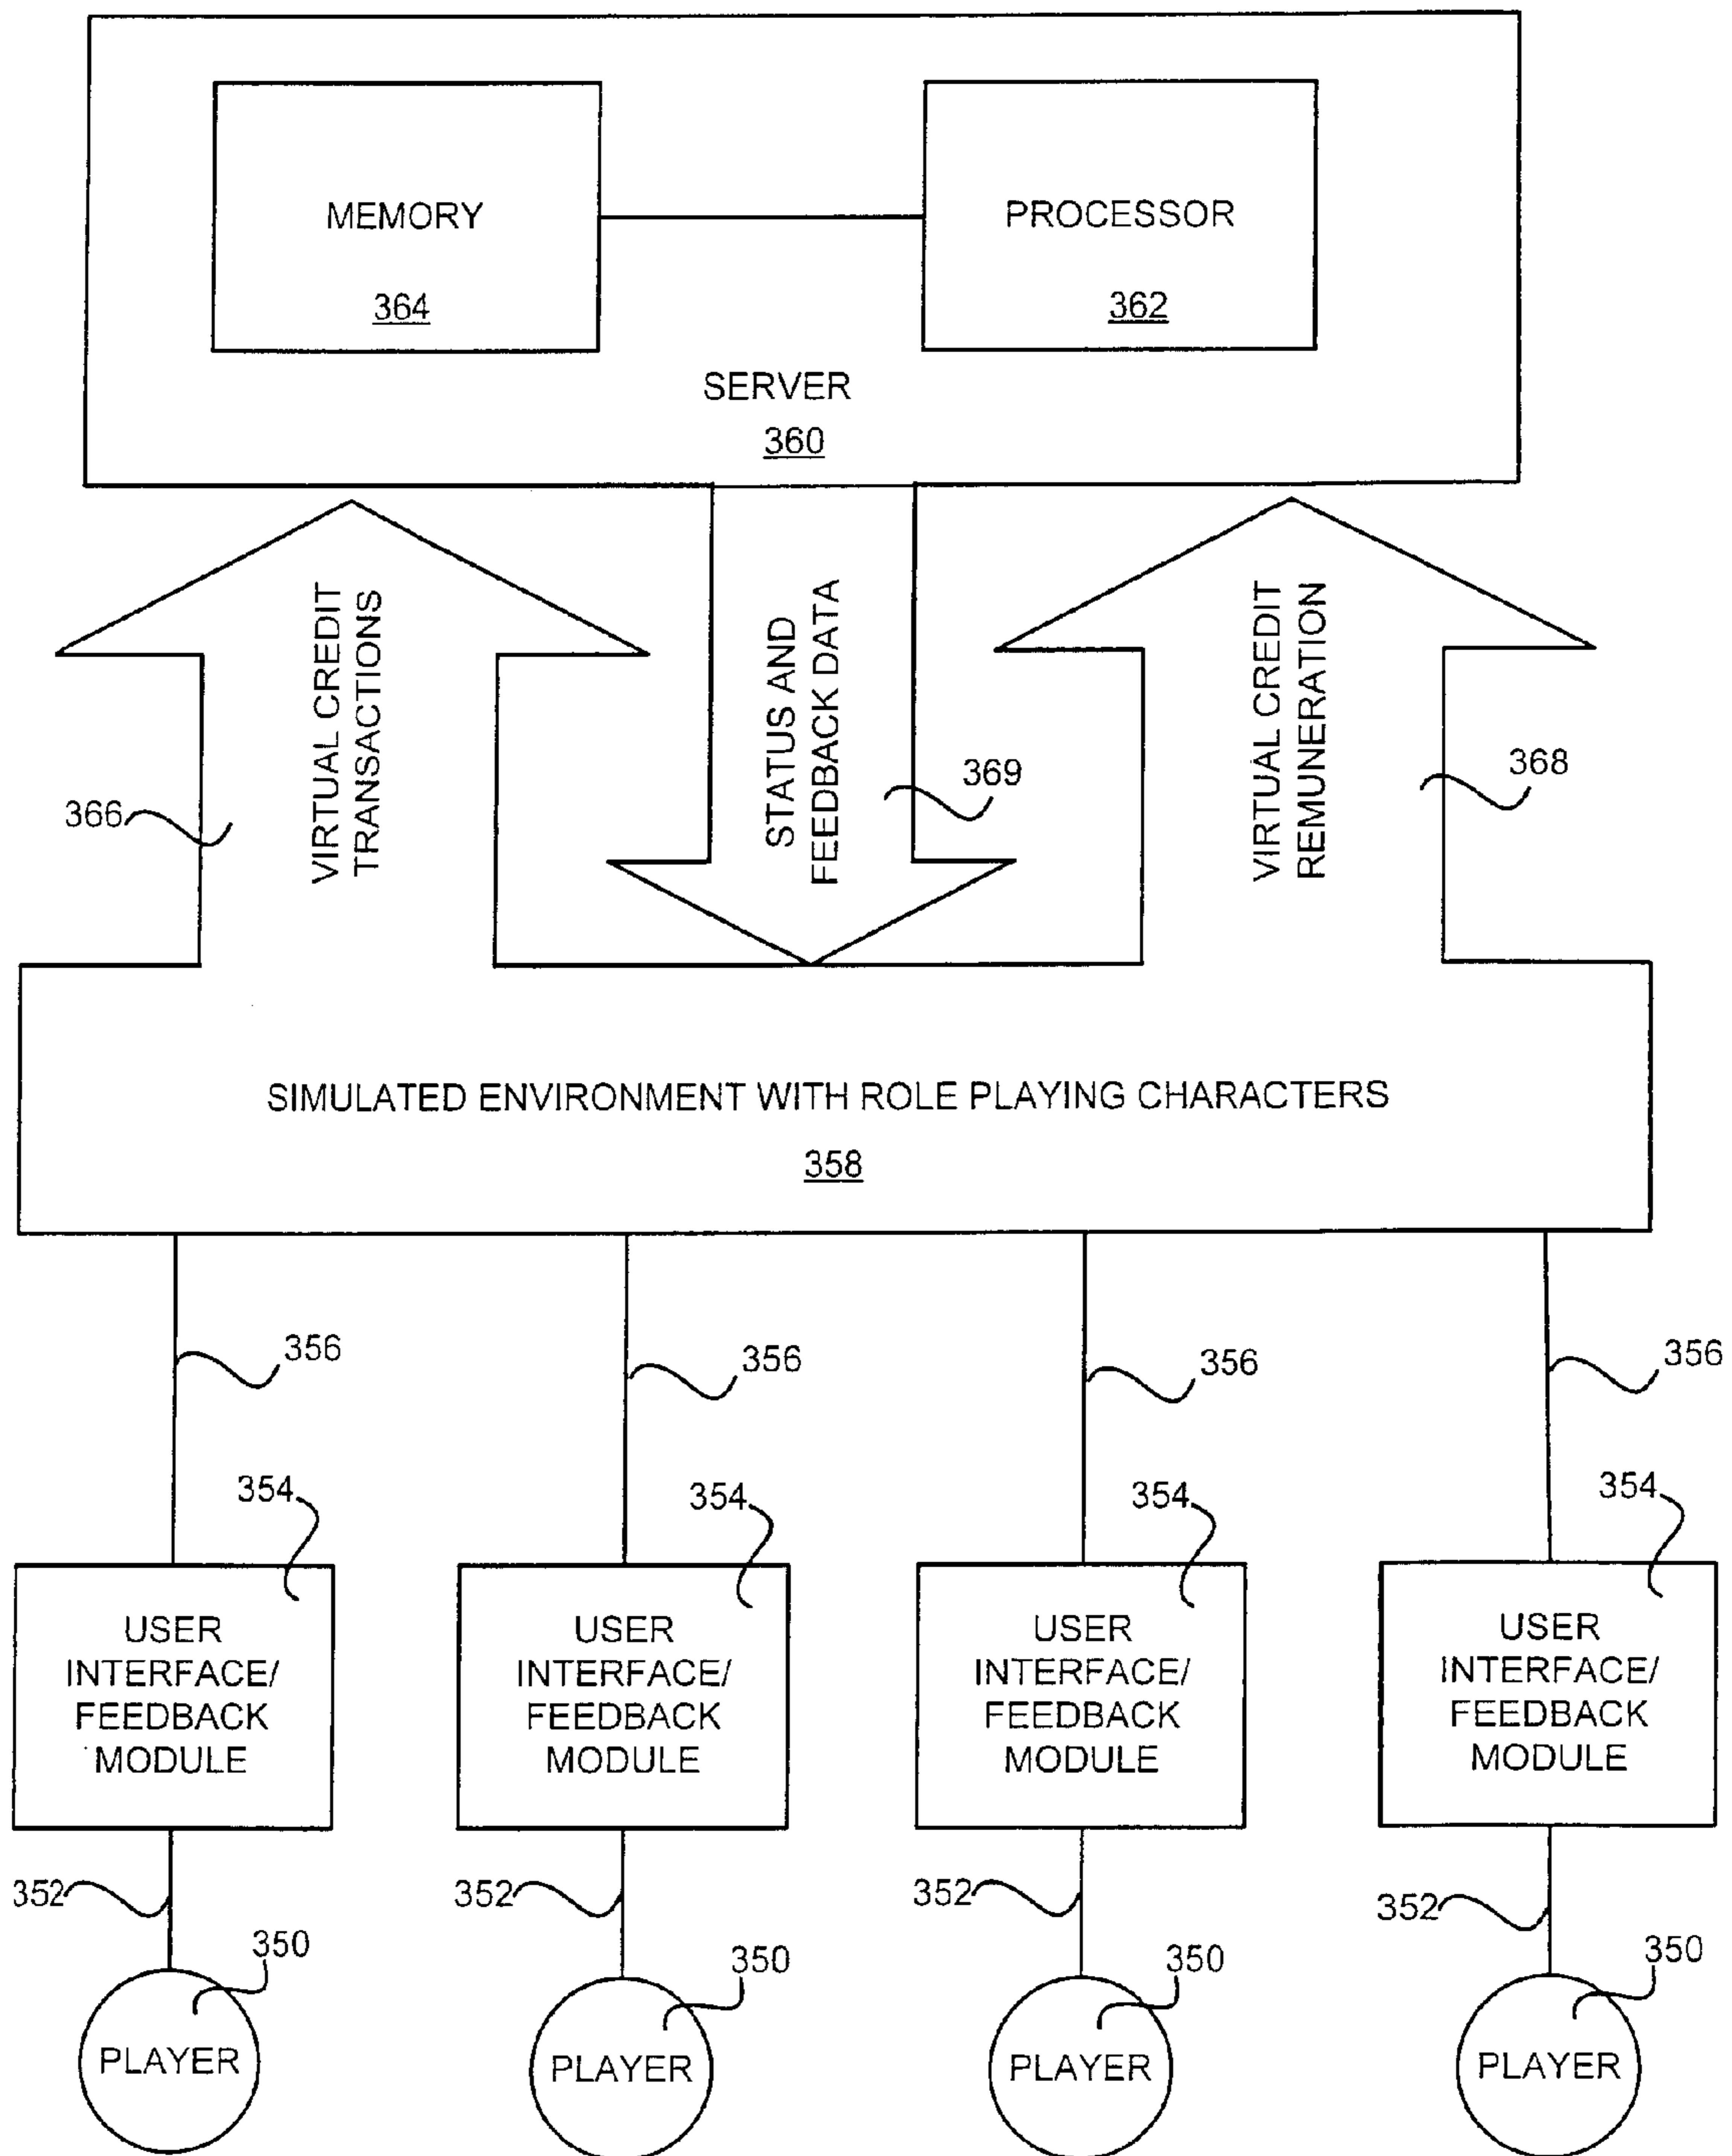 MEMORY
364
PROCESSOR
362
SERVER
360
VIRTUAL CREDIT
TRANSACTIONS
366
STATUS AND
FEEDBACK DATA
369
VIRTUAL CREDIT
REMUNERATION
368
SIMULATED ENVIRONMENT WITH ROLE PLAYING CHARACTERS
358
356
356
356
356
354
354
354
354
USER
INTERFACE/
FEEDBACK
MODULE
USER
INTERFACE/
FEEDBACK
MODULE
USER
INTERFACE/
FEEDBACK
MODULE
USER
INTERFACE/
FEEDBACK
MODULE
352
352
352
352
350
350
350
350
PLAYER
PLAYER
PLAYER
PLAYER